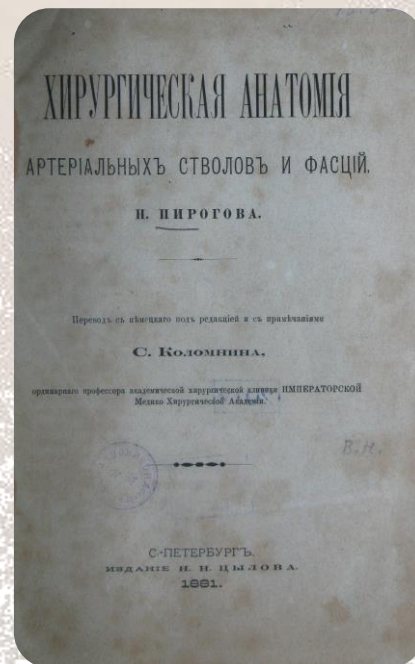 ХИРУРГИЧЕСКАЯ АНАТОМІЯ
АРТЕРІАЛЬНЫХЪ СТВОЛОВЪ И ФАСЦІЙ.
Н. ПИРОГОВА.
Переводъ съ нѣмецкаго подъ редакціей и съ примѣчаніями
С. Коломнина,
ординарнаго профессора академической хирургической клиники ИМПЕРАТОРСКОЙ
Медико Хирургической Академіи.
В.Н.
С.-ПЕТЕРБУРГЪ.
ИЗДАНІЕ Н. Н. ЦЫЛОВА.
1881.